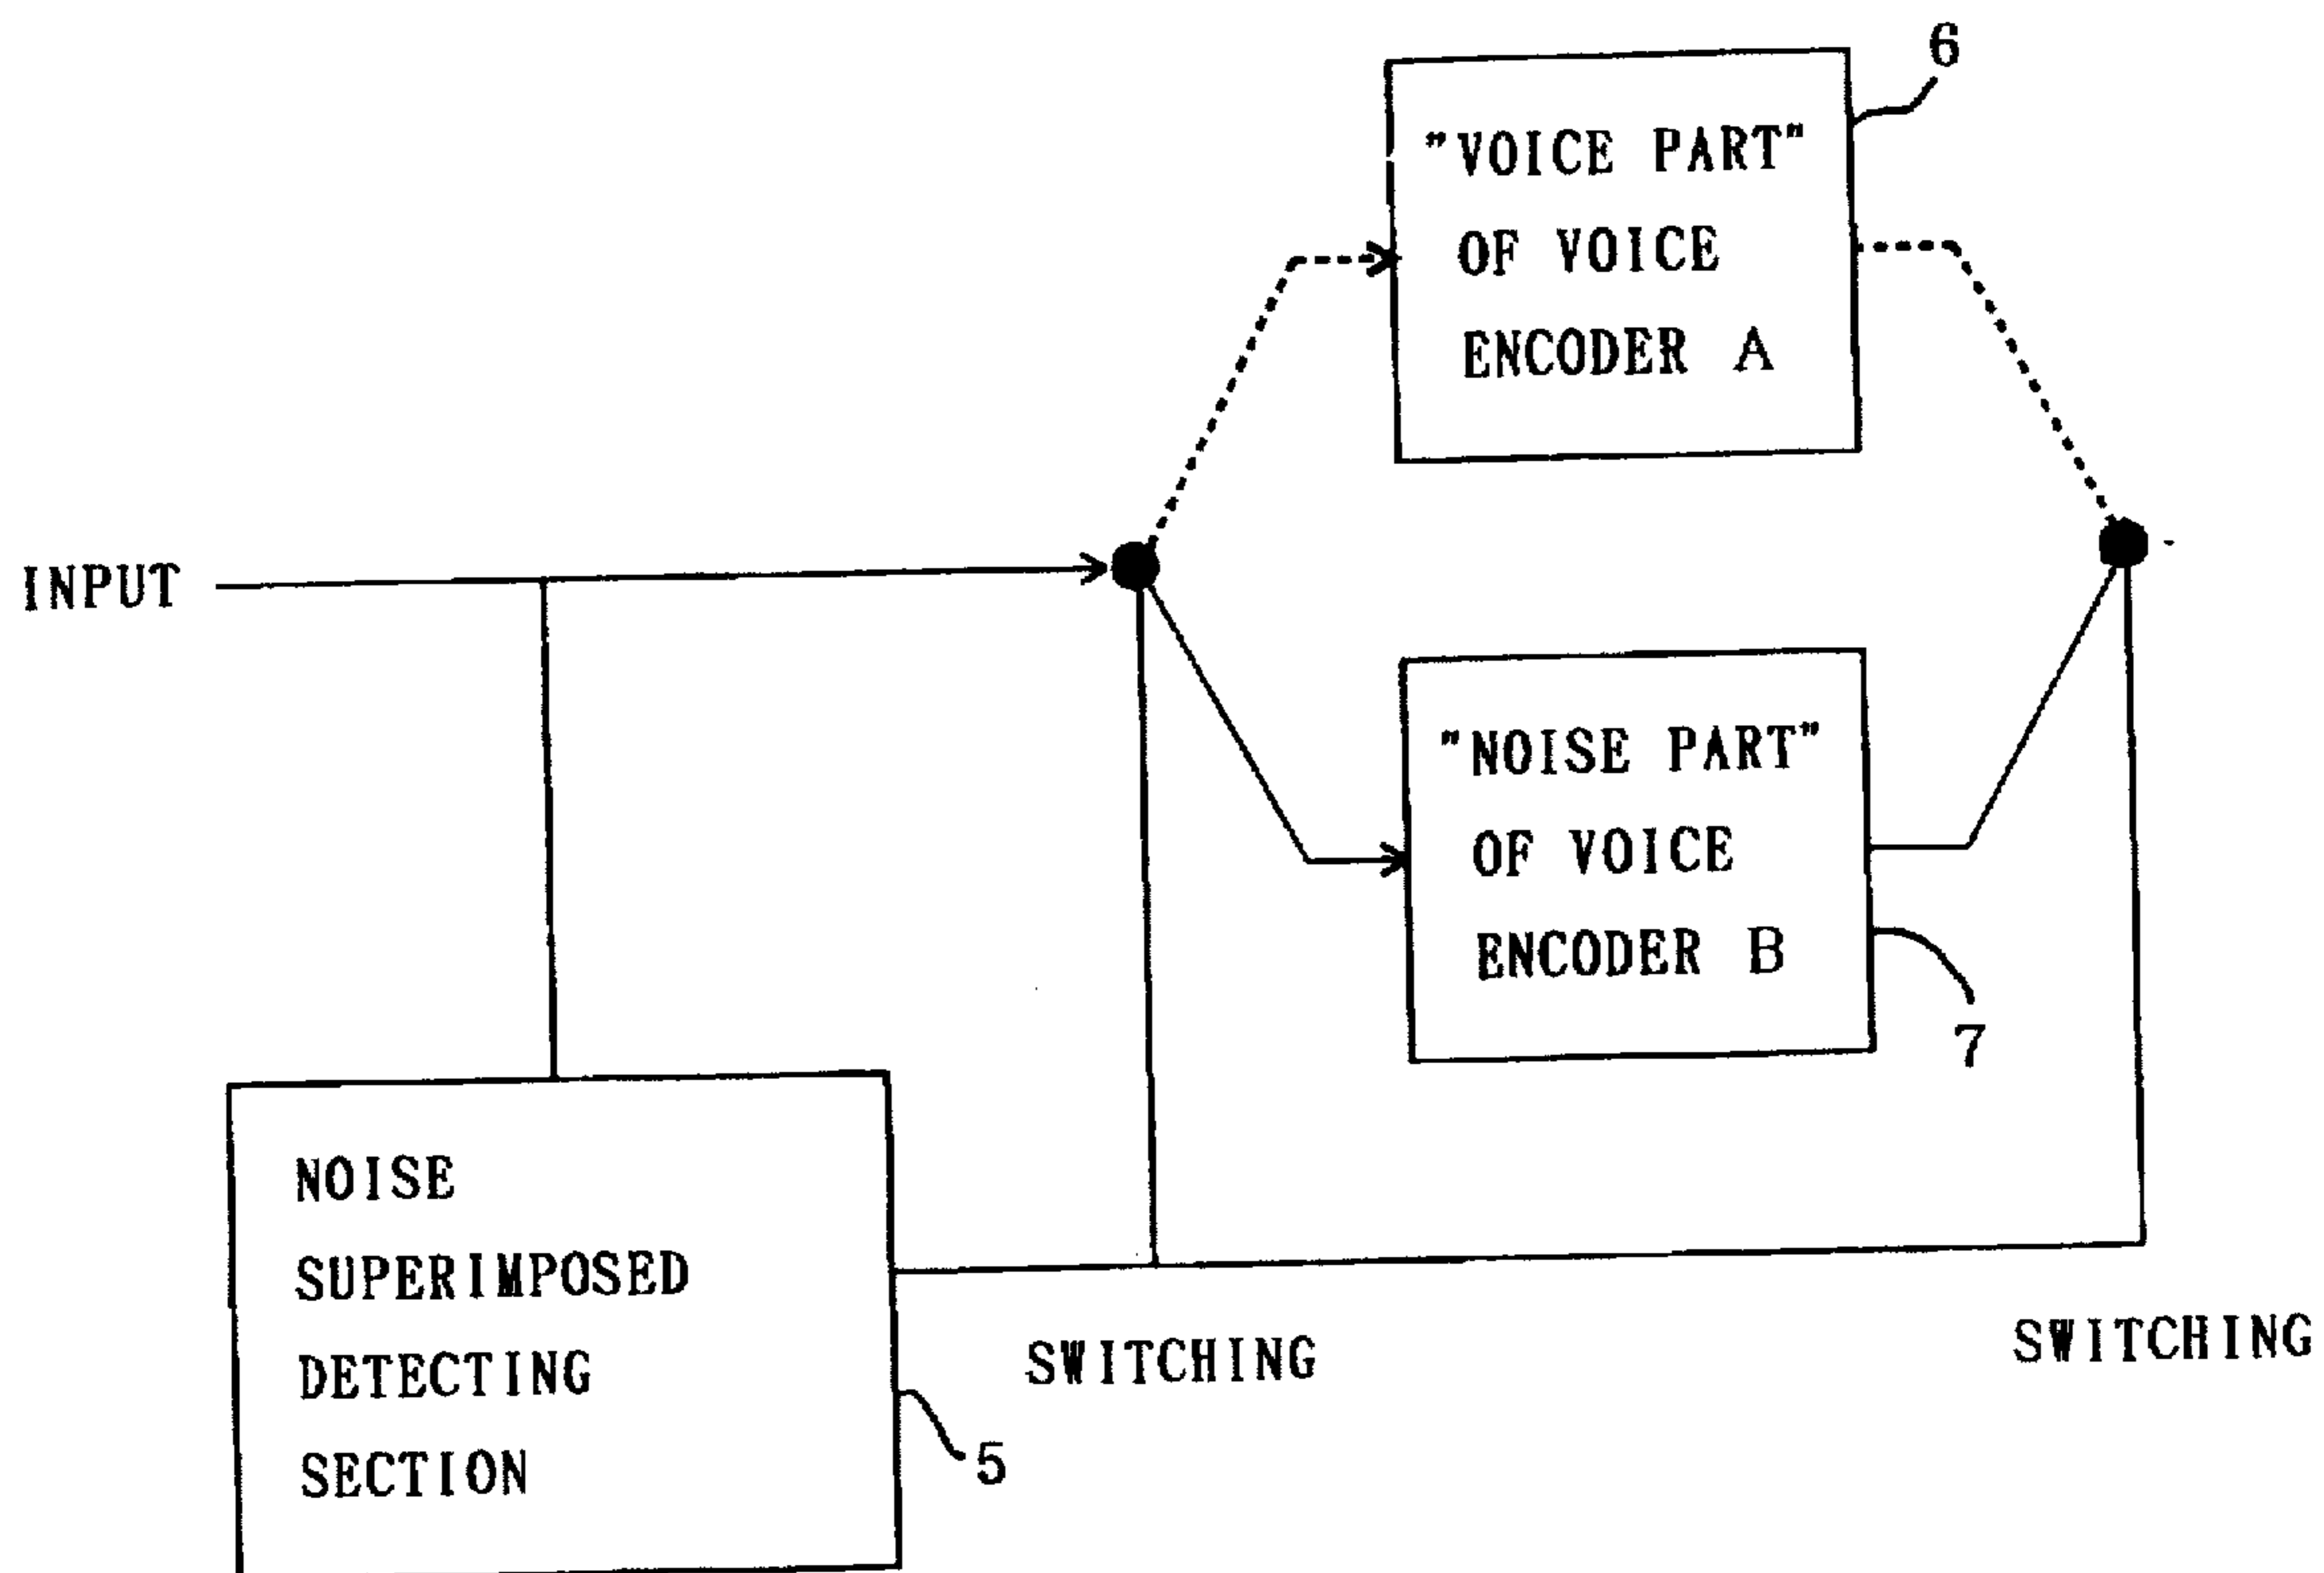 6
"VOICE PART"
OF VOICE
ENCODER A
INPUT
"NOISE PART"
OF VOICE
ENCODER B
7
NOISE
SUPERIMPOSED
DETECTING
SECTION
SWITCHING
SWITCHING
5